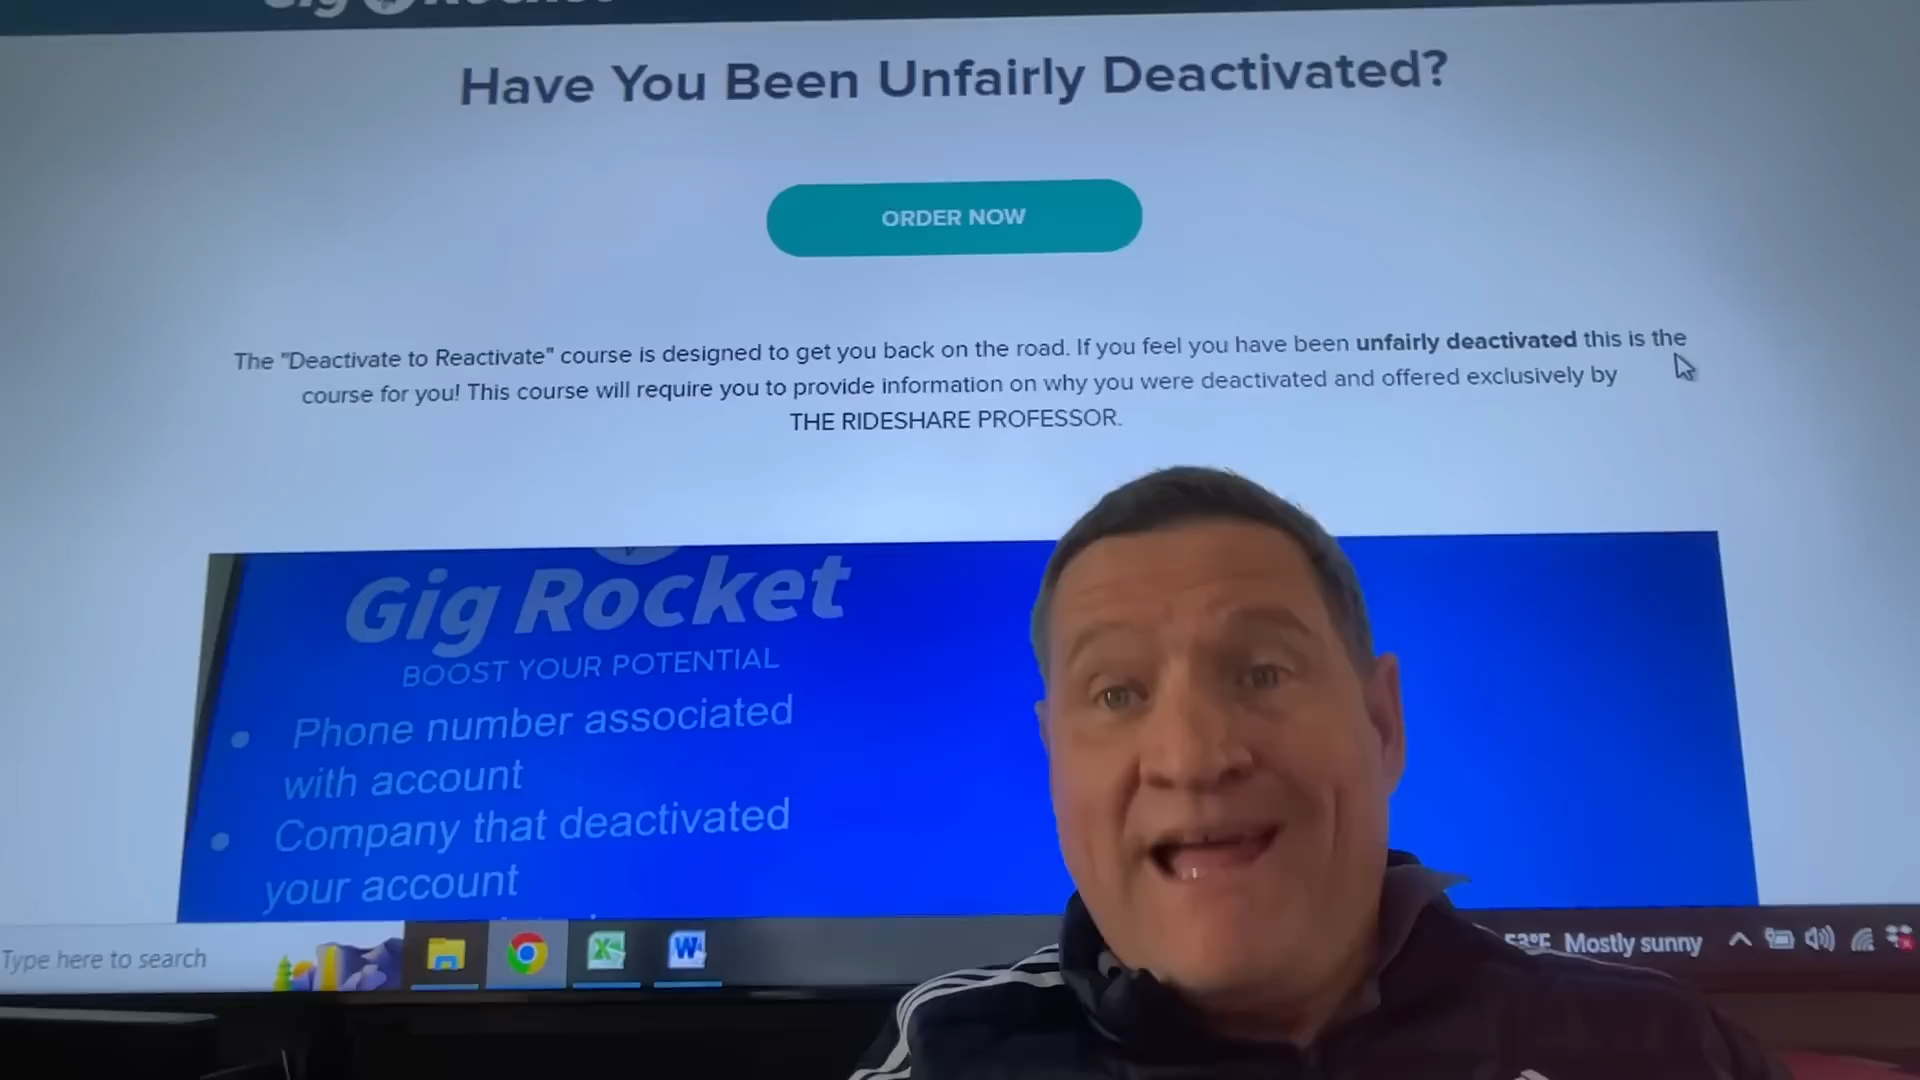 Gig Rocket
Have You Been Unfairly Deactivated?
ORDER NOW
The "Deactivate to Reactivate" course is designed to get you back on the road. If you feel you have been unfairly deactivated this is the
course for you! This course will require you to provide information on why you were deactivated and offered exclusively by
THE RIDESHARE PROFESSOR.
Gig Rocket
BOOST YOUR POTENTIAL
• Phone number associated
with account
• Company that deactivated
your account
Type here to search
53°F Mostly sunny